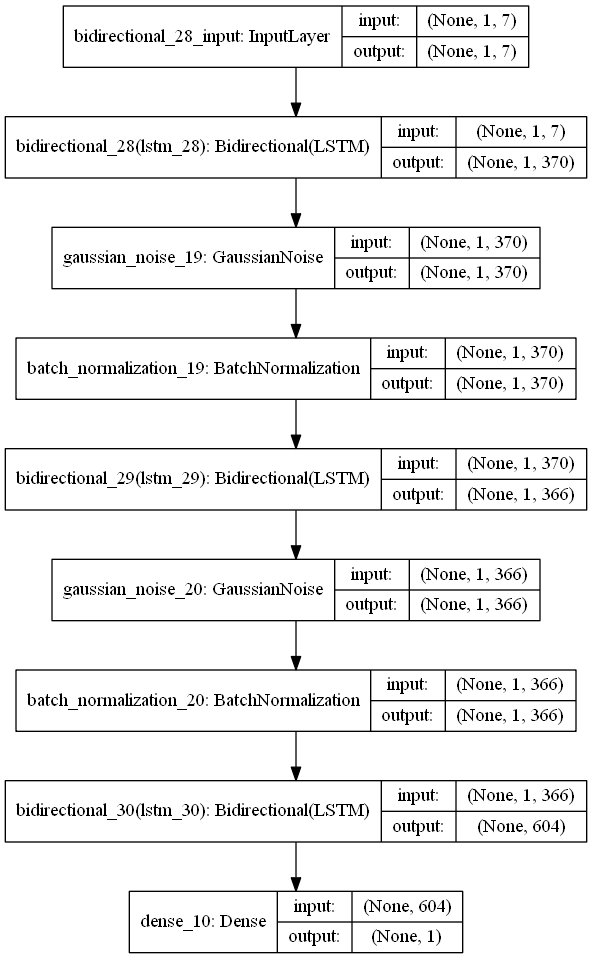 bidirectional_28_input: InputLayer
input: (None, 1, 7)
output: (None, 1, 7)
bidirectional_28(lstm_28): Bidirectional(LSTM)
input: (None, 1, 7)
output: (None, 1, 370)
gaussian_noise_19: GaussianNoise
input: (None, 1, 370)
output: (None, 1, 370)
batch_normalization_19: BatchNormalization
input: (None, 1, 370)
output: (None, 1, 370)
bidirectional_29(lstm_29): Bidirectional(LSTM)
input: (None, 1, 370)
output: (None, 1, 366)
gaussian_noise_20: GaussianNoise
input: (None, 1, 366)
output: (None, 1, 366)
batch_normalization_20: BatchNormalization
input: (None, 1, 366)
output: (None, 1, 366)
bidirectional_30(lstm_30): Bidirectional(LSTM)
input: (None, 1, 366)
output: (None, 604)
dense_10: Dense
input: (None, 604)
output: (None, 1)